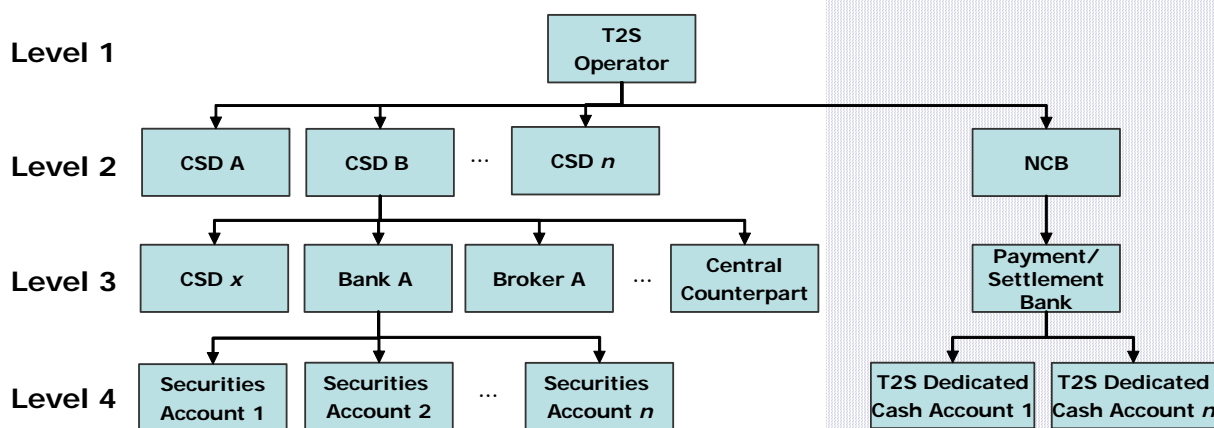 Level 1
T2S
Operator
Level 2
CSD A
CSD B
...
CSD n
NCB
Level 3
CSD x
Bank A
Broker A
...
Central
Counterpart
Payment/
Settlement
Bank
Level 4
Securities
Account 1
Securities
Account 2
...
Securities
Account n
T2S Dedicated
Cash Account 1
T2S Dedicated
Cash Account n